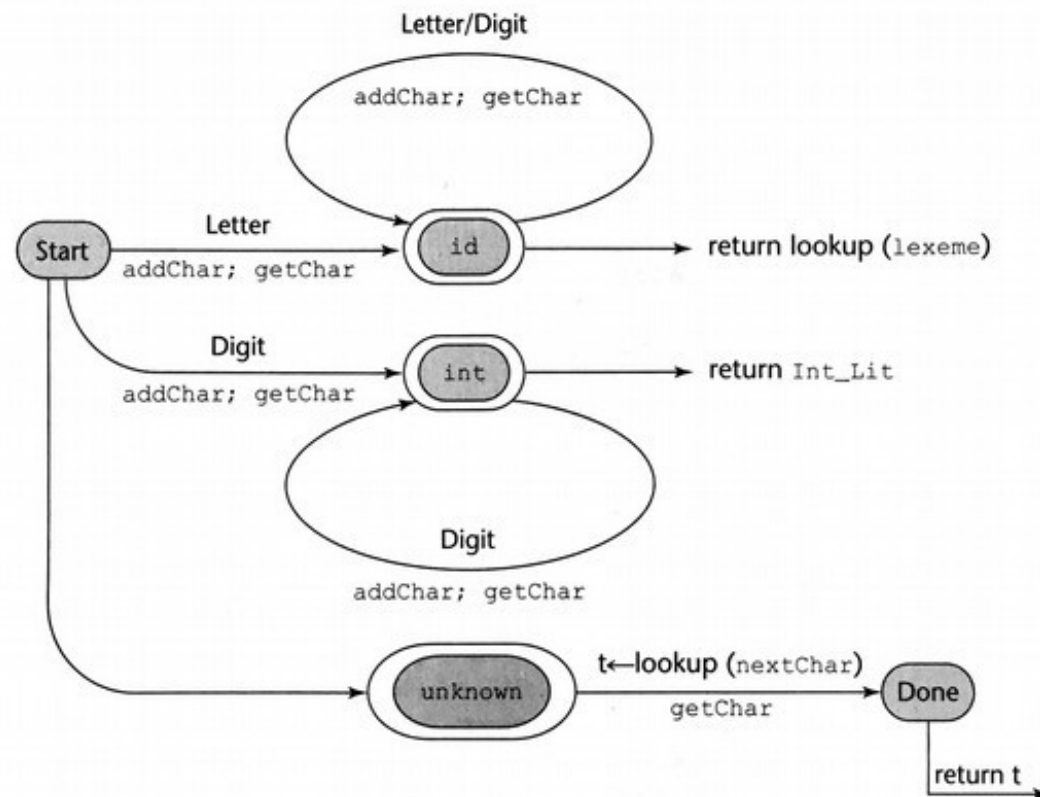 Letter/Digit
addChar; getChar
Start
Letter
addChar; getChar
id
return lookup (lexeme)
Digit
addChar; getChar
int
return Int_Lit
Digit
addChar; getChar
unknown
t←lookup (nextChar)
getChar
Done
return t